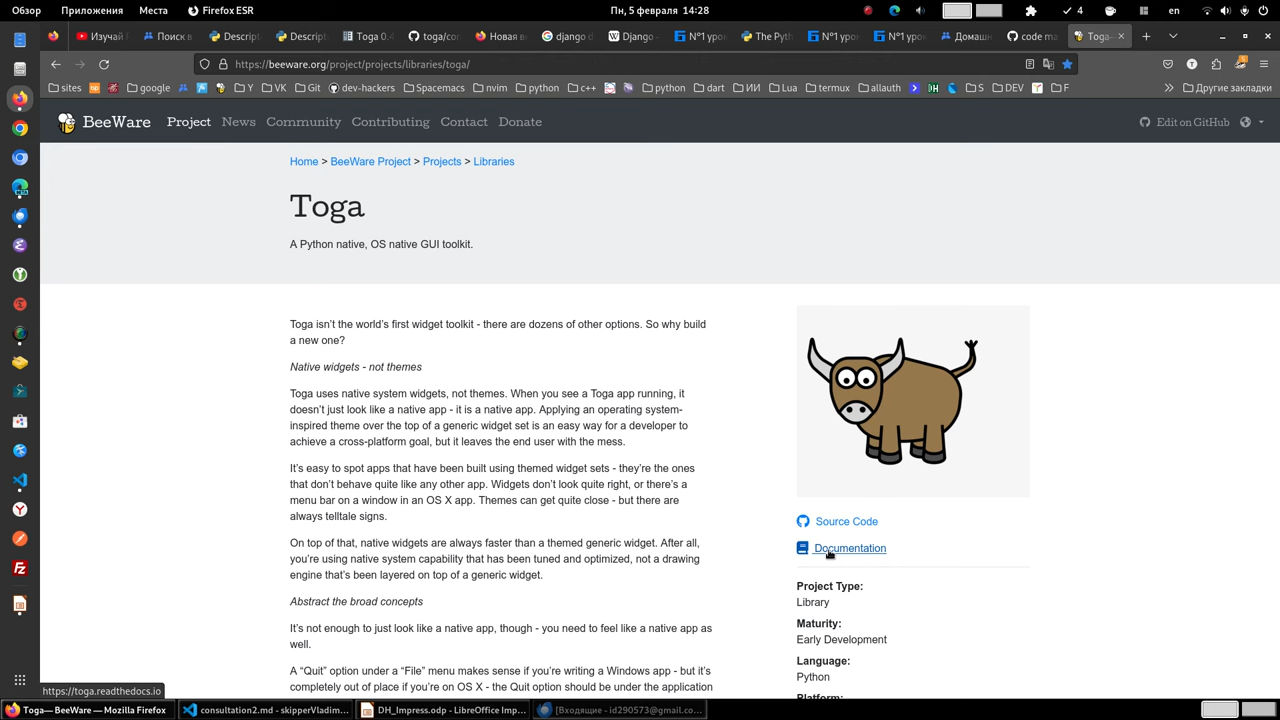 Обзор Приложения Места Firefox ESR Пн, 5 февраля 14:28 4 en
Изучай Поиск в Descript Descript Toga 0.4 toga/cor Новая в django d Django – №1 уро The Pyth №1 уро №1 уро Домашн code ma Toga—
https://beeware.org/project/projects/libraries/toga/
sites google Y VK Git dev-hackers Spacemacs nvim python c++ python dart ИИ Lua termux allauth S DEV F Другие закладки
BeeWare Project News Community Contributing Contact Donate Edit on GitHub
Home > BeeWare Project > Projects > Libraries
Toga
A Python native, OS native GUI toolkit.
Toga isn’t the world’s first widget toolkit - there are dozens of other options. So why build
a new one?
Native widgets - not themes
Toga uses native system widgets, not themes. When you see a Toga app running, it
doesn’t just look like a native app - it is a native app. Applying an operating system-
inspired theme over the top of a generic widget set is an easy way for a developer to
achieve a cross-platform goal, but it leaves the end user with the mess.
It’s easy to spot apps that have been built using themed widget sets - they’re the ones
that don’t behave quite like any other app. Widgets don’t look quite right, or there’s a
menu bar on a window in an OS X app. Themes can get quite close - but there are
always telltale signs.
On top of that, native widgets are always faster than a themed generic widget. After all,
you’re using native system capability that has been tuned and optimized, not a drawing
engine that’s been layered on top of a generic widget.
Abstract the broad concepts
It’s not enough to just look like a native app, though - you need to feel like a native app as
well.
A “Quit” option under a “File” menu makes sense if you’re writing a Windows app - but it’s
completely out of place if you’re on OS X - the Quit option should be under the application
Source Code
Documentation
Project Type:
Library
Maturity:
Early Development
Language:
Python
Platform:
https://toga.readthedocs.io
Toga— BeeWare — Mozilla Firefox consultation2.md - skipperVladim... DH_Impress.odp - LibreOffice Imp... [Входящие - id290573@gmail.co...